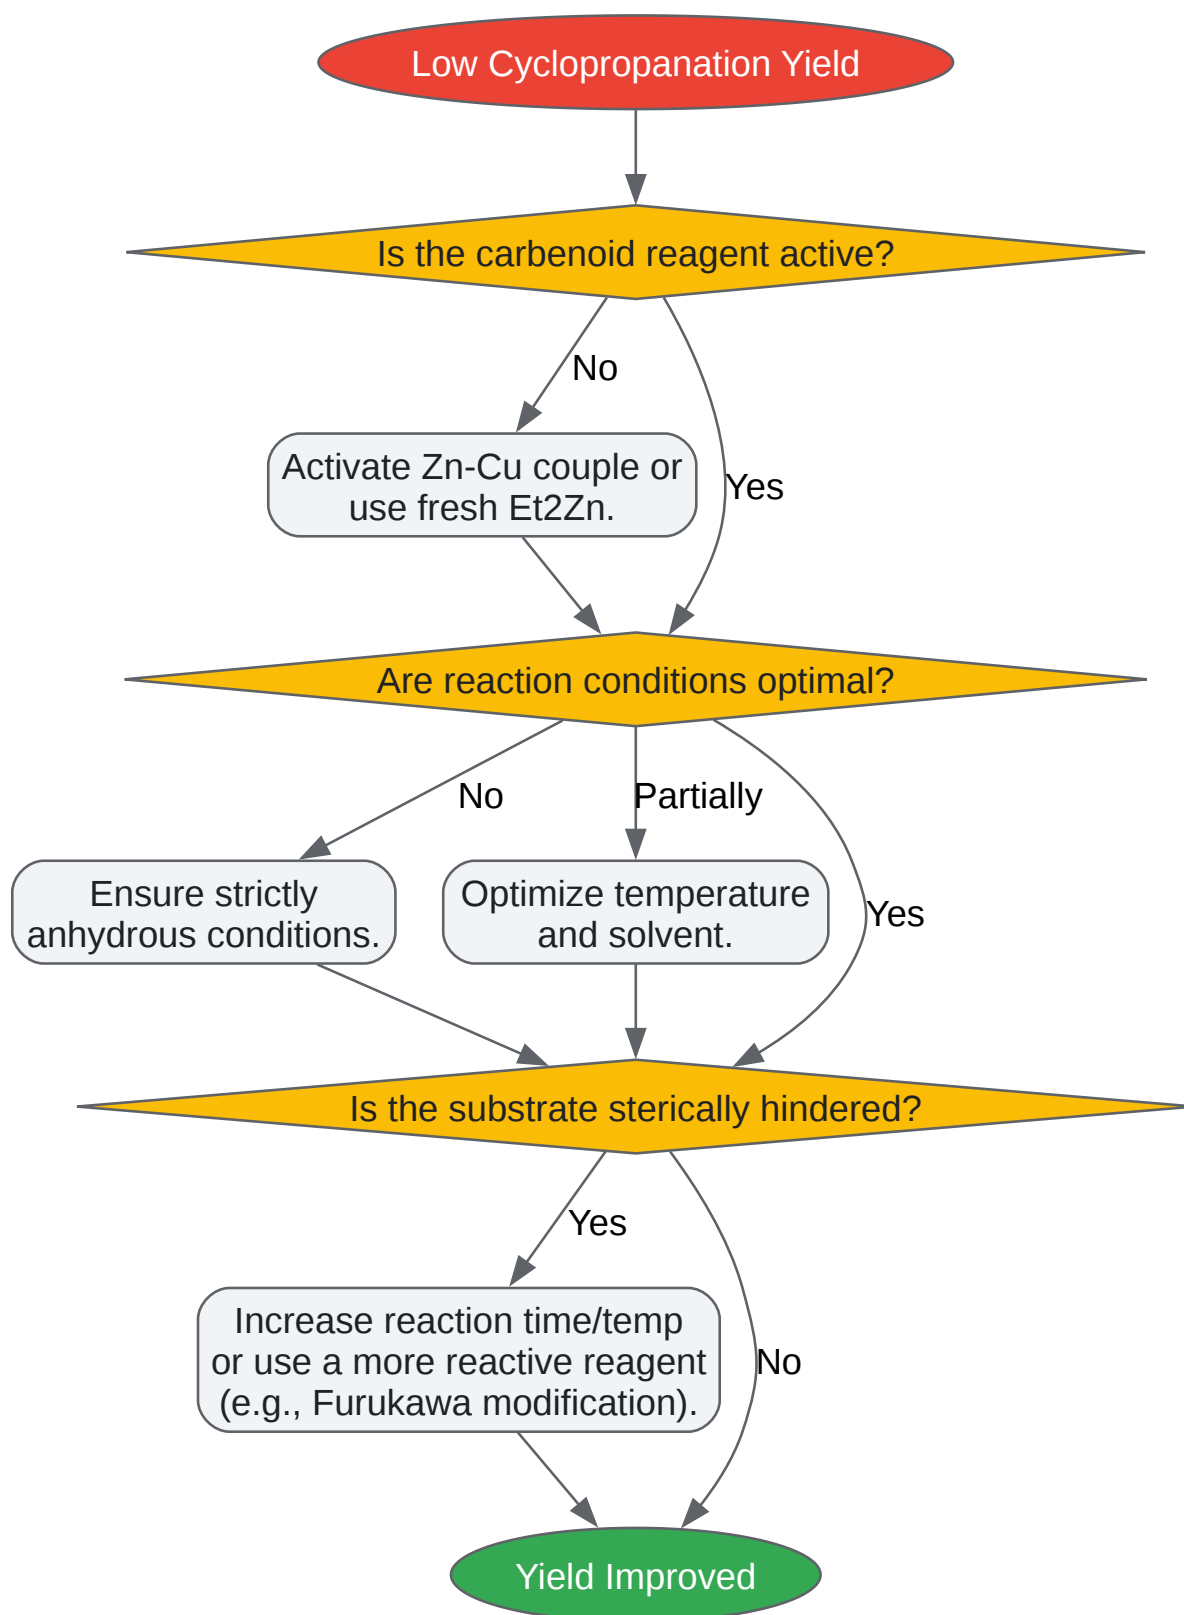 Low Cyclopropanation Yield
Is the carbenoid reagent active?
No
Activate Zn-Cu couple or
use fresh Et2Zn.
Yes
Are reaction conditions optimal?
No
Partially
Ensure strictly
anhydrous conditions.
Optimize temperature
and solvent.
Yes
Is the substrate sterically hindered?
Yes
Increase reaction time/temp
or use a more reactive reagent
(e.g., Furukawa modification).
No
Yield Improved